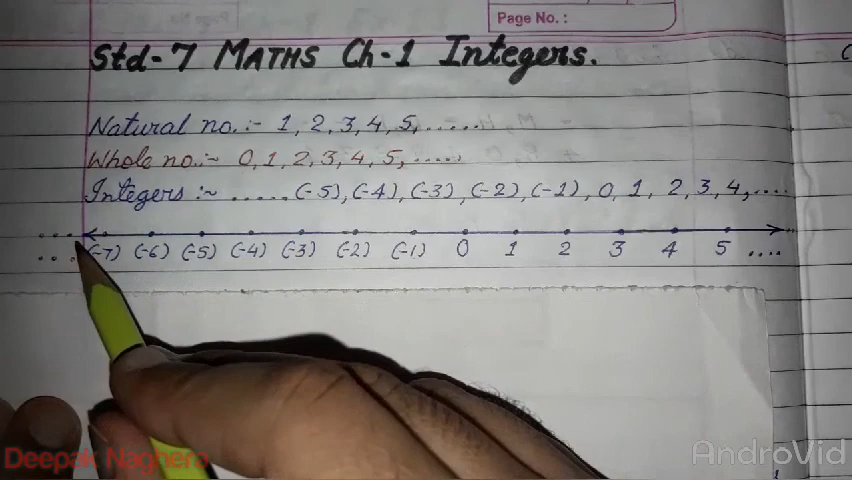 Page No. :
Std-7 MATHS Ch-1 Integers.
Natural no.:- 1, 2, 3, 4, 5, ......
Whole no.:~ 0, 1, 2, 3, 4, 5, .....
Integers :~ ..... (-5), (-4), (-3), (-2), (-1), 0, 1, 2, 3, 4, ....
(-7) (-6) (-5) (-4) (-3) (-2) (-1) 0 1 2 3 4 5 ....
Deepak Naghera
AndroVid